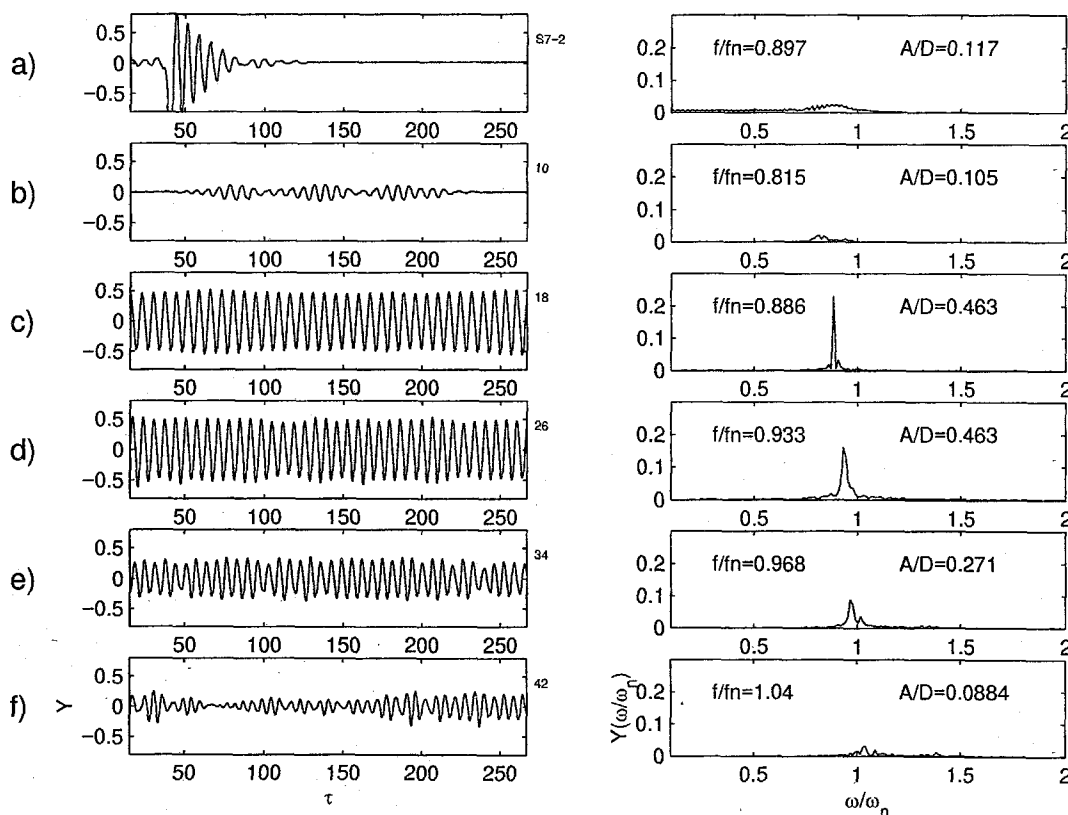 a)
0.5
0
−0.5
50 100 150 200 250
S7-2
0.2
0.1
0
f/fn=0.897 A/D=0.117
0.5 1 1.5 2
b)
0.5
0
−0.5
50 100 150 200 250
10
0.2
0.1
0
f/fn=0.815 A/D=0.105
0.5 1 1.5 2
c)
0.5
0
−0.5
50 100 150 200 250
18
0.2
0.1
0
f/fn=0.886 A/D=0.463
0.5 1 1.5 2
d)
0.5
0
−0.5
50 100 150 200 250
26
0.2
0.1
0
f/fn=0.933 A/D=0.463
0.5 1 1.5 2
e)
0.5
0
−0.5
50 100 150 200 250
34
0.2
0.1
0
f/fn=0.968 A/D=0.271
0.5 1 1.5 2
f)
Y
0.5
0
−0.5
50 100 150 200 250
τ
42
Y(ω/ωn)
0.2
0.1
0
f/fn=1.04 A/D=0.0884
0.5 1 1.5 2
ω/ωn